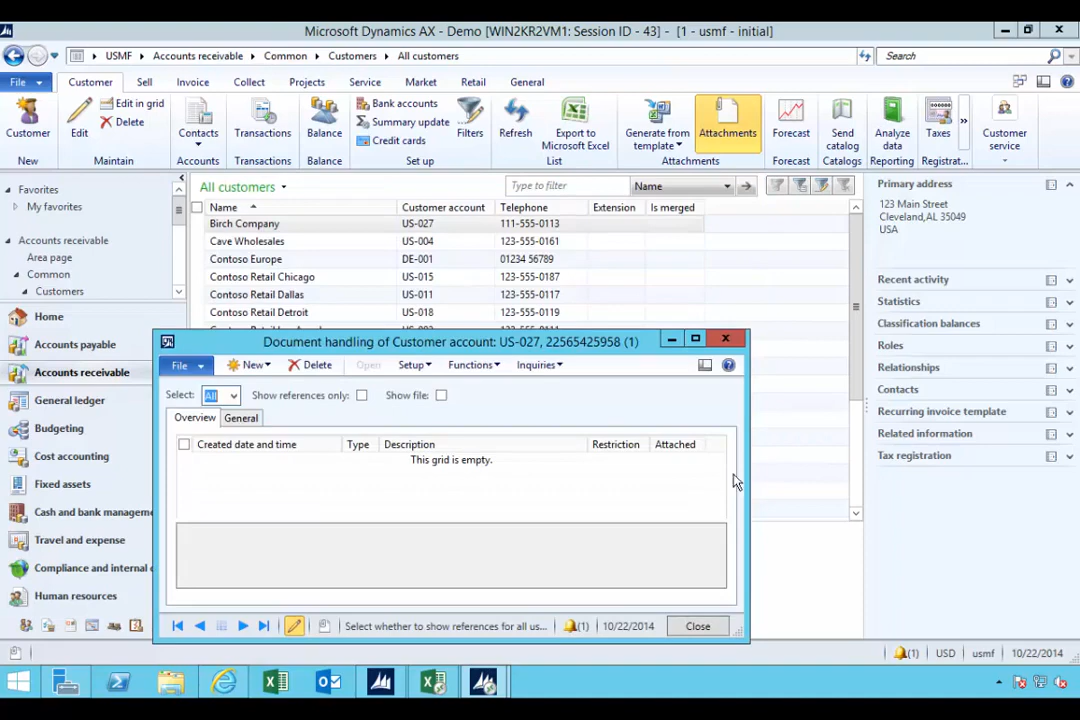 Microsoft Dynamics AX - Demo [WIN2KR2VM1: Session ID - 43] - [1 - usmf - initial]
USMF ▸ Accounts receivable ▸ Common ▸ Customers ▸ All customers
Search
File Customer Sell Invoice Collect Projects Service Market Retail General
Customer
Edit
Edit in grid
Delete
Contacts
Transactions
Balance
Bank accounts
Summary update
Credit cards
Filters
Refresh
Export to Microsoft Excel
Generate from template
Attachments
Forecast
Send catalog
Analyze data
Taxes
Customer service
New Maintain Accounts Transactions Balance Set up List Attachments Forecast Catalogs Reporting Registrat...
Favorites
My favorites
Accounts receivable
Area page
Common
Customers
Home
Accounts payable
Accounts receivable
General ledger
Budgeting
Cost accounting
Fixed assets
Cash and bank manageme
Travel and expense
Compliance and internal c
Human resources
All customers
Type to filter
Name
Name Customer account Telephone Extension Is merged
Birch Company US-027 111-555-0113
Cave Wholesales US-004 123-555-0161
Contoso Europe DE-001 01234 56789
Contoso Retail Chicago US-015 123-555-0187
Contoso Retail Dallas US-011 123-555-0117
Contoso Retail Detroit US-018 123-555-0119
Document handling of Customer account: US-027, 22565425958 (1)
File New Delete Open Setup Functions Inquiries
Select: All Show references only: Show file:
Overview General
Created date and time Type Description Restriction Attached
This grid is empty.
Select whether to show references for all us... (1) 10/22/2014 Close
Primary address
123 Main Street
Cleveland,AL 35049
USA
Recent activity
Statistics
Classification balances
Roles
Relationships
Contacts
Recurring invoice template
Related information
Tax registration
(1) USD usmf 10/22/2014